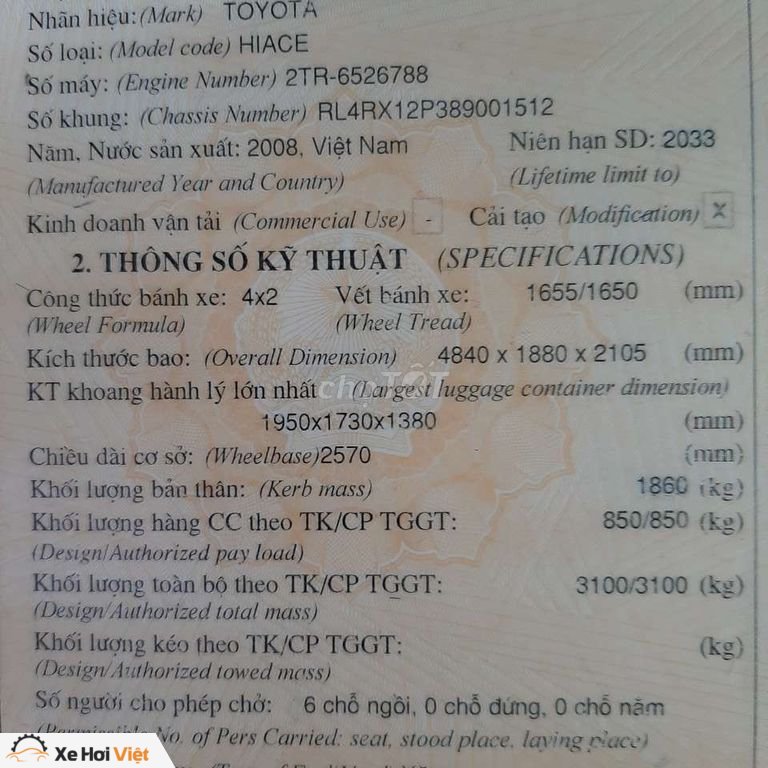 Nhãn hiệu: (Mark) TOYOTA
Số loại: (Model code) HIACE
Số máy: (Engine Number) 2TR-6526788
Số khung: (Chassis Number) RL4RX12P389001512
Năm, Nước sản xuất: 2008, Việt Nam Niên hạn SD: 2033
(Manufactured Year and Country) (Lifetime limit to)
Kinh doanh vận tải (Commercial Use) - Cải tạo (Modification) X
2. THÔNG SỐ KỸ THUẬT (SPECIFICATIONS)
Công thức bánh xe: 4x2 Vết bánh xe: 1655/1650 (mm)
(Wheel Formula) (Wheel Tread)
Kích thước bao: (Overall Dimension) 4840 x 1880 x 2105 (mm)
chợTỐT
KT khoang hành lý lớn nhất (Largest luggage container dimension)
1950x1730x1380 (mm)
Chiều dài cơ sở: (Wheelbase) 2570 (mm)
Khối lượng bản thân: (Kerb mass) 1860 (kg)
Khối lượng hàng CC theo TK/CP TGGT: 850/850 (kg)
(Design/Authorized pay load)
Khối lượng toàn bộ theo TK/CP TGGT: 3100/3100 (kg)
(Design/Authorized total mass)
Khối lượng kéo theo TK/CP TGGT: (kg)
(Design/Authorized towed mass)
Số người cho phép chở: 6 chỗ ngồi, 0 chỗ đứng, 0 chỗ nằm
(Permissible No. of Pers Carried: seat, stood place, laying place)
Xe Hơi Việt